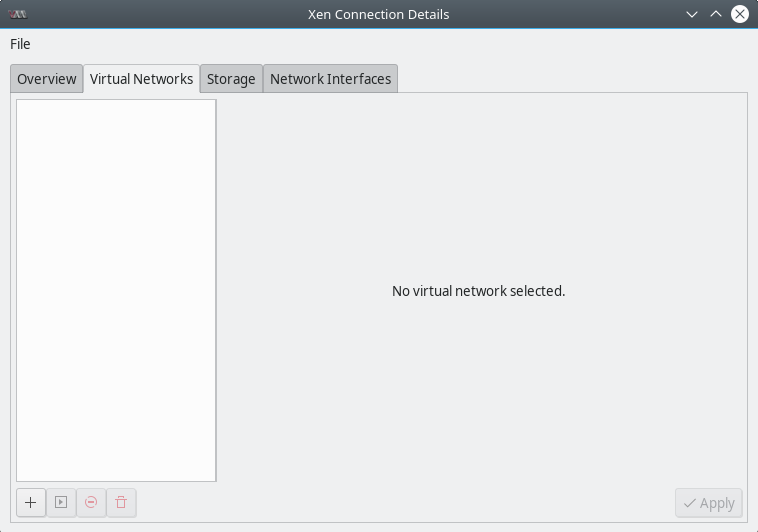 Xen Connection Details
File
Overview Virtual Networks Storage Network Interfaces
No virtual network selected.
Apply